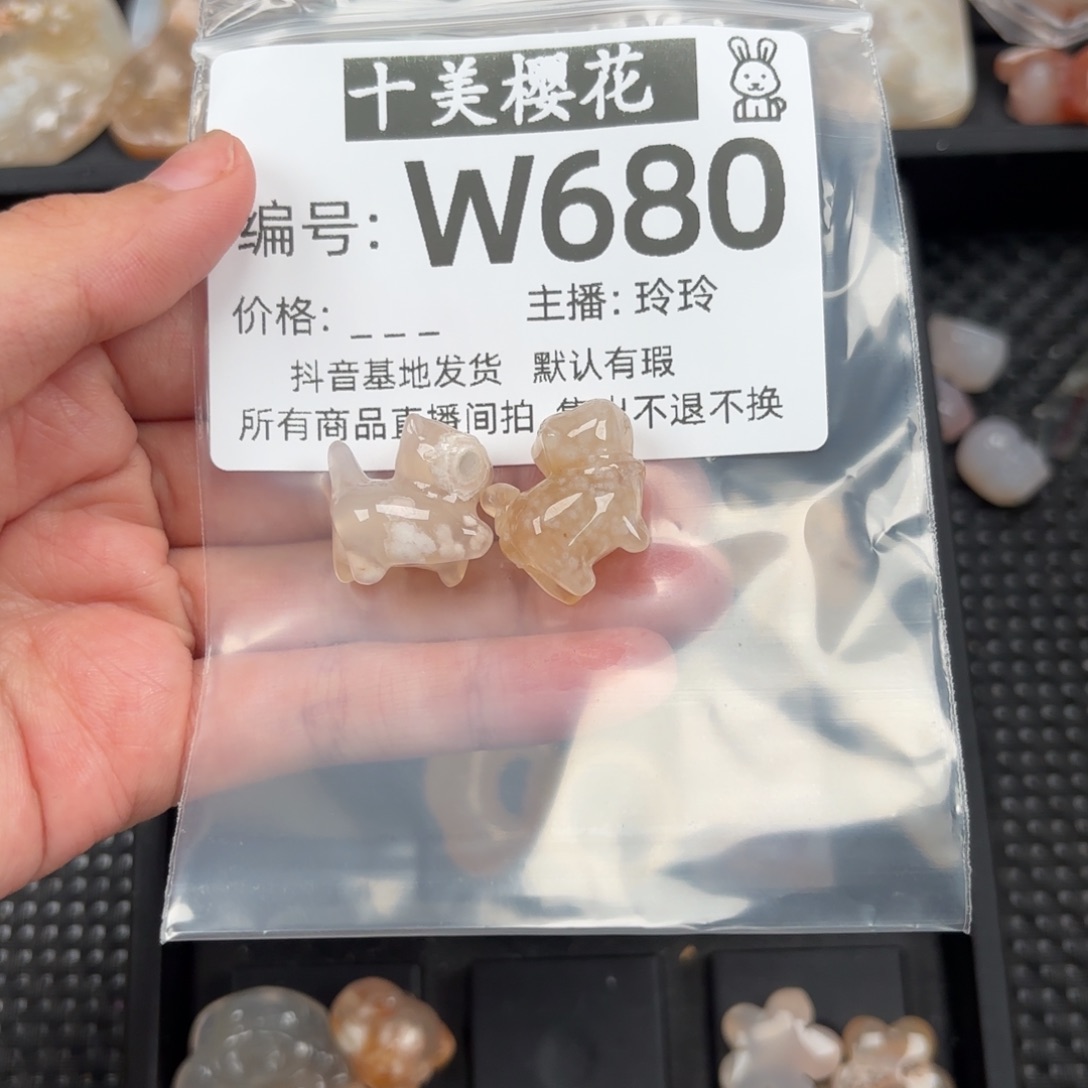 十美樱花
编号：W680
价格：_ _ _ 主播：玲玲
抖音基地发货 默认有瑕
所有商品直播间拍 不退不换